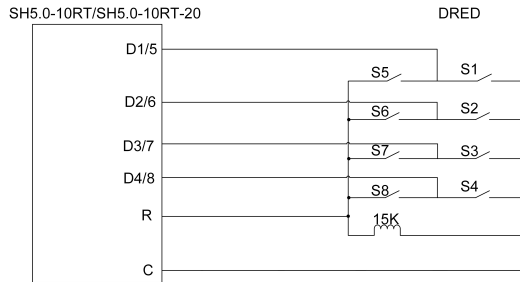 SH5.0-10RT/SH5.0-10RT-20 DRED
D1/5
S5 S1
D2/6
S6 S2
D3/7
S7 S3
D4/8
S8 S4
R
15K
C